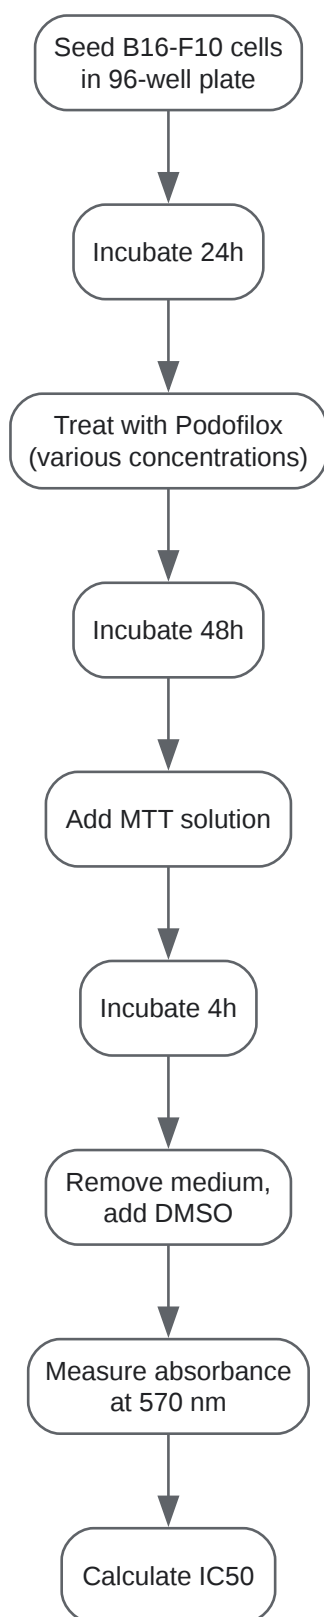 Seed B16-F10 cells
in 96-well plate
Incubate 24h
Treat with Podofilox
(various concentrations)
Incubate 48h
Add MTT solution
Incubate 4h
Remove medium,
add DMSO
Measure absorbance
at 570 nm
Calculate IC50